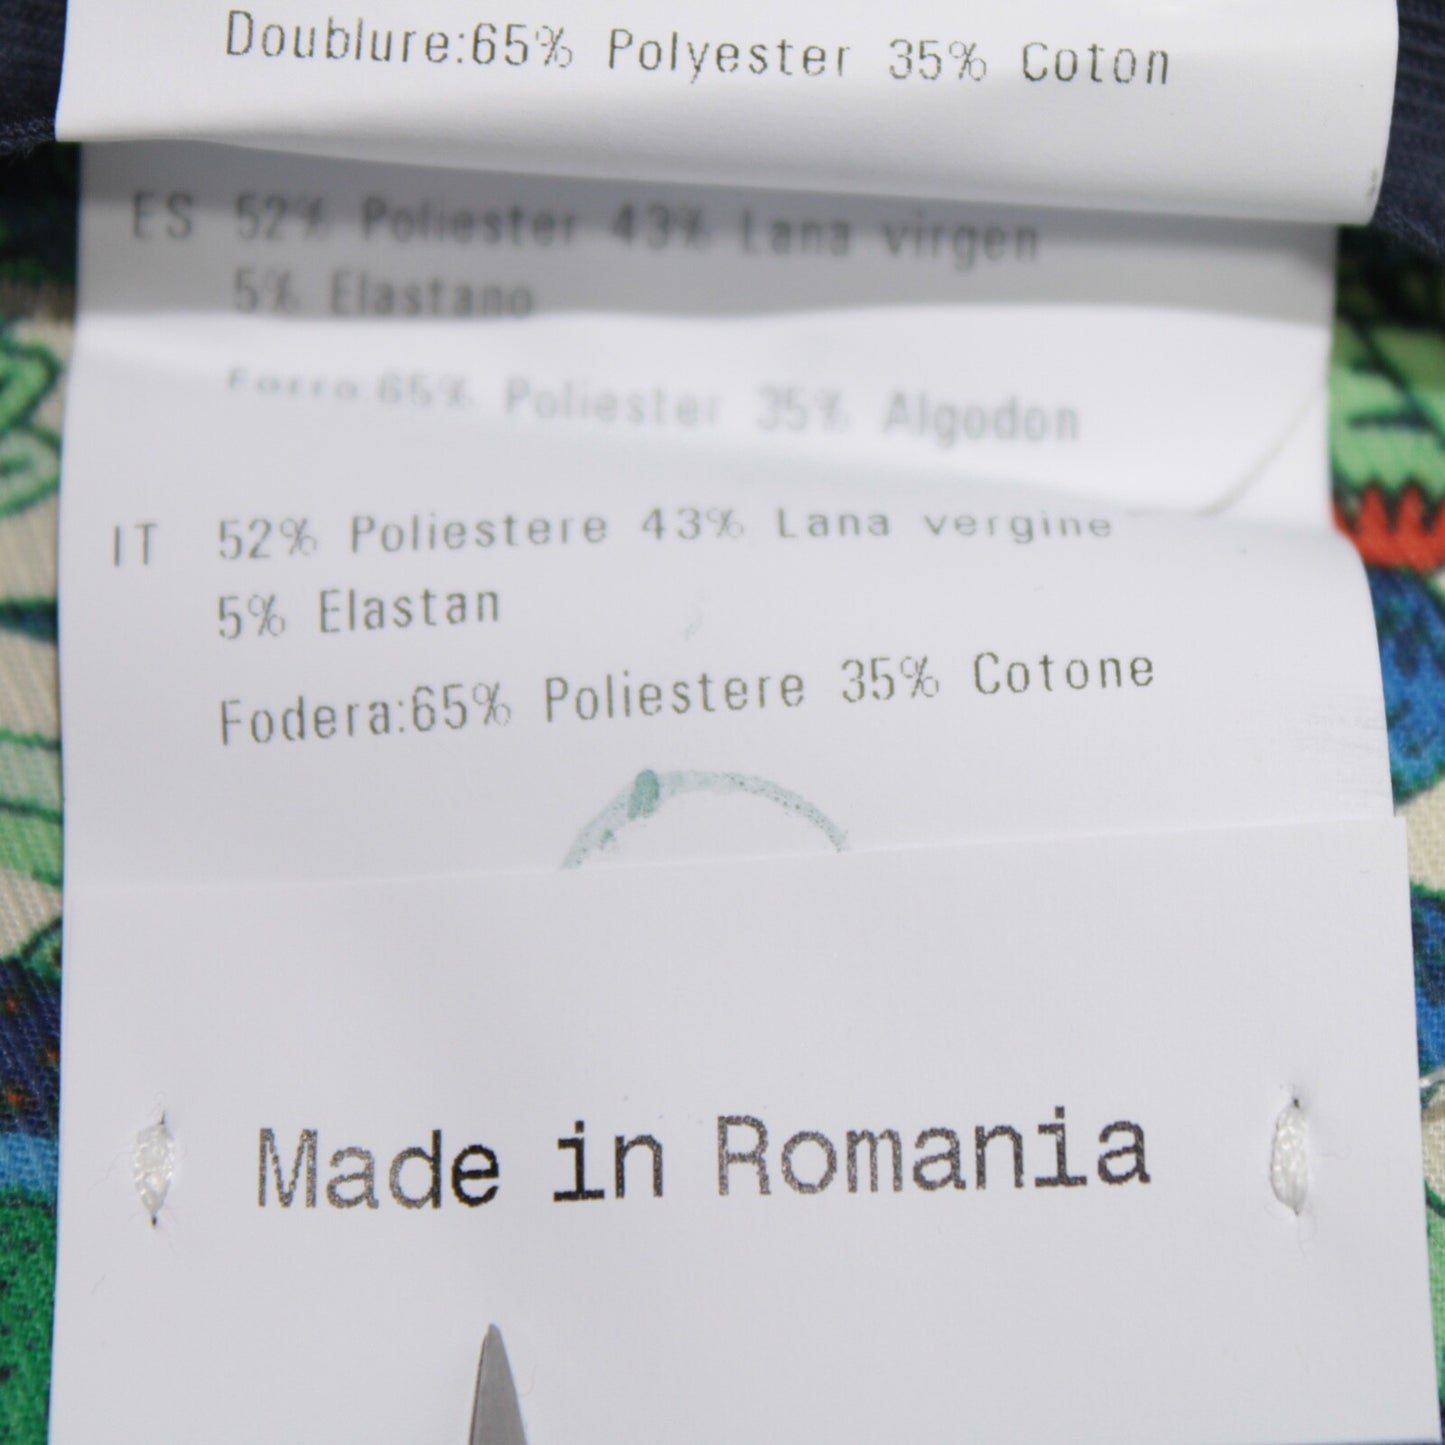 Doublure:65% Polyester 35% Coton
ES 52% Poliester 43% Lana virgen
5% Elastano
Forro:65% Poliester 35% Algodon
IT 52% Poliestere 43% Lana vergine
5% Elastan
Fodera:65% Poliestere 35% Cotone
Made in Romania